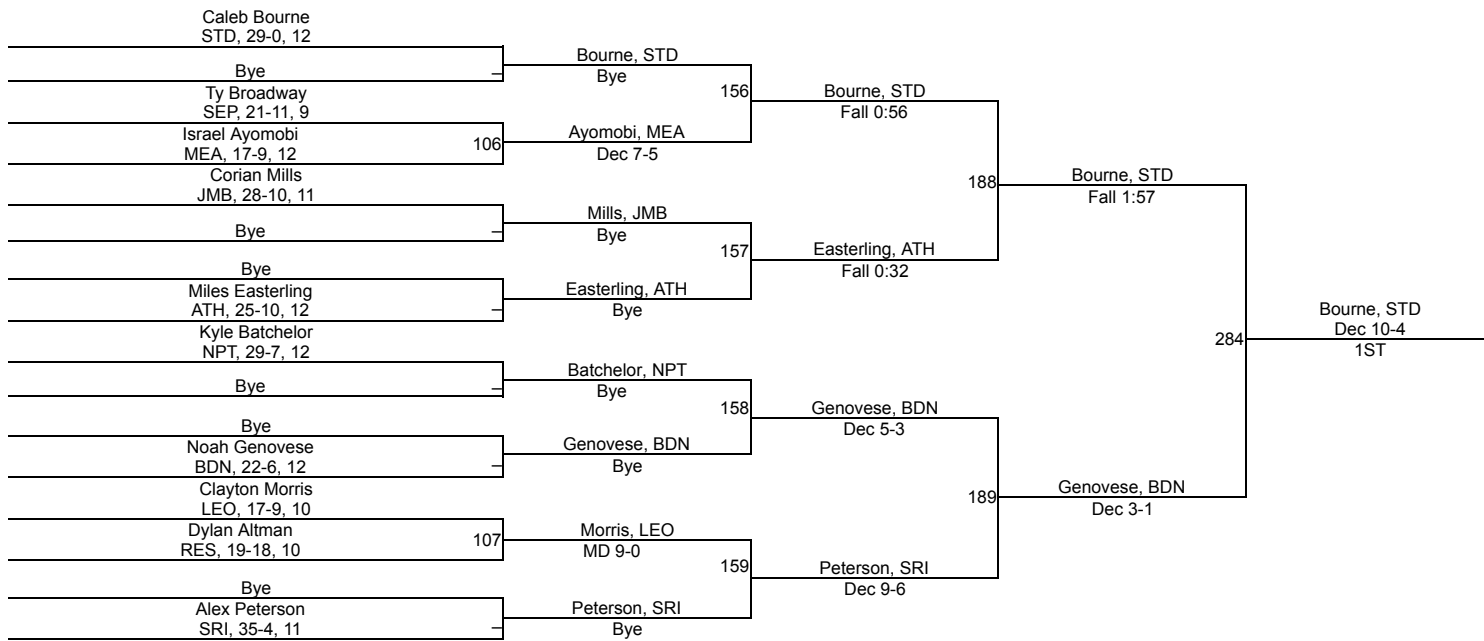 Caleb Bourne
STD, 29-0, 12
Bye
–
Ty Broadway
SEP, 21-11, 9
Israel Ayomobi
MEA, 17-9, 12
106
Corian Mills
JMB, 28-10, 11
Bye
–
Bye
Miles Easterling
ATH, 25-10, 12
–
Kyle Batchelor
NPT, 29-7, 12
Bye
–
Bye
Noah Genovese
BDN, 22-6, 12
–
Clayton Morris
LEO, 17-9, 10
Dylan Altman
RES, 19-18, 10
107
Bye
Alex Peterson
SRI, 35-4, 11
–
Bourne, STD
Bye
156
Ayomobi, MEA
Dec 7-5
Mills, JMB
Bye
157
Easterling, ATH
Bye
Batchelor, NPT
Bye
158
Genovese, BDN
Bye
Morris, LEO
MD 9-0
159
Peterson, SRI
Bye
Bourne, STD
Fall 0:56
188
Easterling, ATH
Fall 0:32
Genovese, BDN
Dec 5-3
189
Peterson, SRI
Dec 9-6
Bourne, STD
Fall 1:57
284
Genovese, BDN
Dec 3-1
Bourne, STD
Dec 10-4
1ST